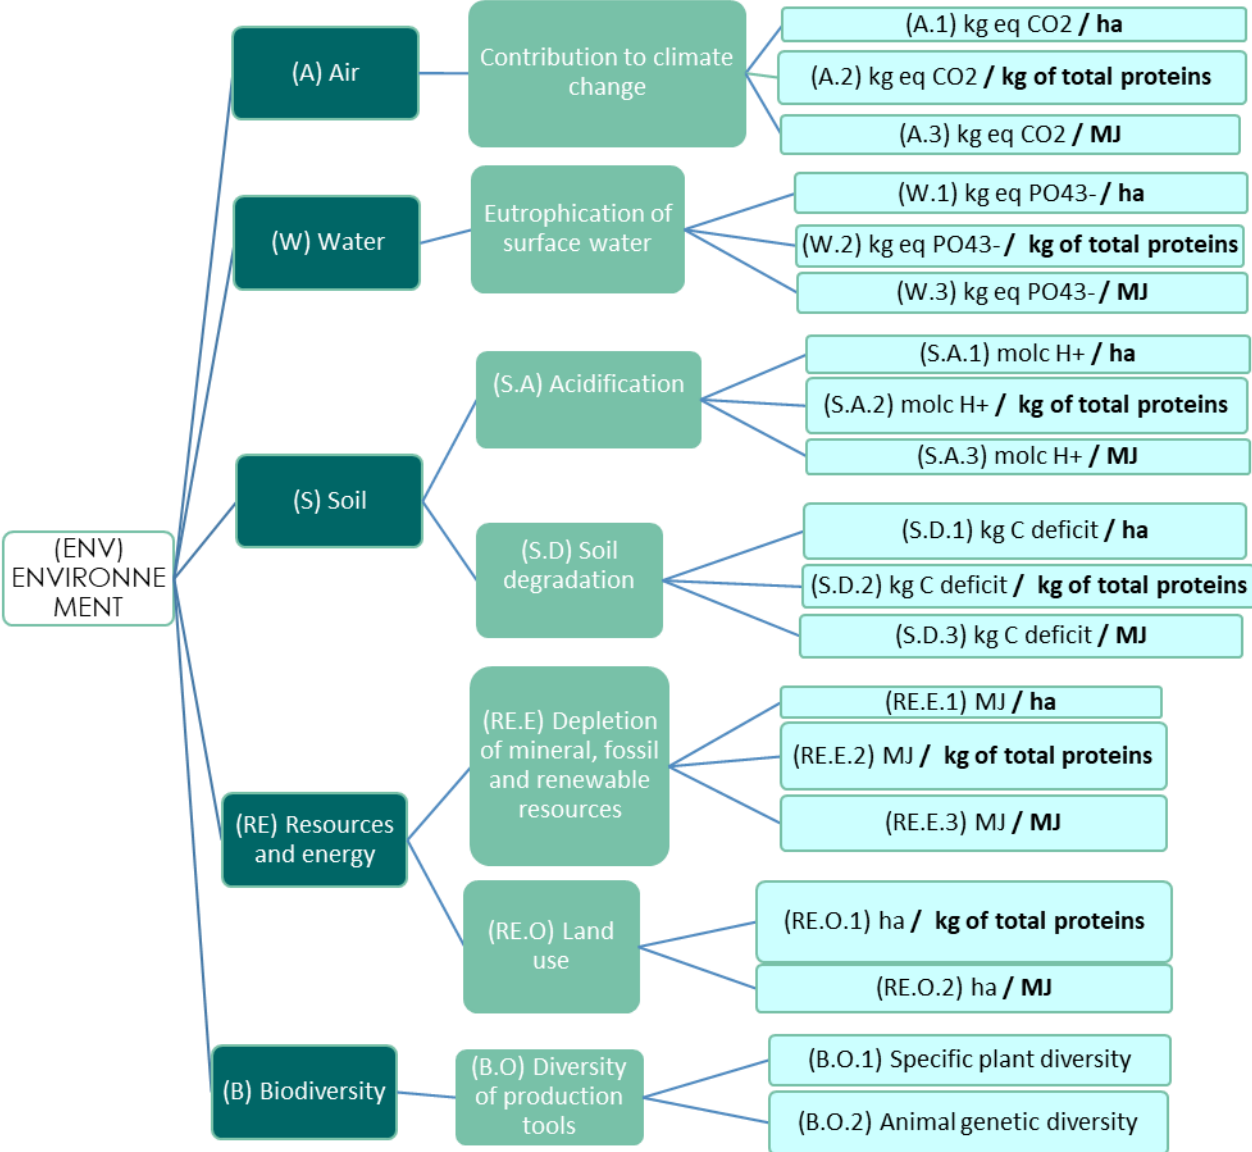 (ENV)
ENVIRONNE
MENT
(A) Air
Contribution to climate
change
(A.1) kg eq CO2 / ha
(A.2) kg eq CO2 / kg of total proteins
(A.3) kg eq CO2 / MJ
(W) Water
Eutrophication of
surface water
(W.1) kg eq PO43- / ha
(W.2) kg eq PO43- / kg of total proteins
(W.3) kg eq PO43- / MJ
(S) Soil
(S.A) Acidification
(S.A.1) molc H+ / ha
(S.A.2) molc H+ / kg of total proteins
(S.A.3) molc H+ / MJ
(S.D) Soil
degradation
(S.D.1) kg C deficit / ha
(S.D.2) kg C deficit / kg of total proteins
(S.D.3) kg C deficit / MJ
(RE) Resources
and energy
(RE.E) Depletion
of mineral, fossil
and renewable
resources
(RE.E.1) MJ / ha
(RE.E.2) MJ / kg of total proteins
(RE.E.3) MJ / MJ
(RE.O) Land
use
(RE.O.1) ha / kg of total proteins
(RE.O.2) ha / MJ
(B) Biodiversity
(B.O) Diversity
of production
tools
(B.O.1) Specific plant diversity
(B.O.2) Animal genetic diversity